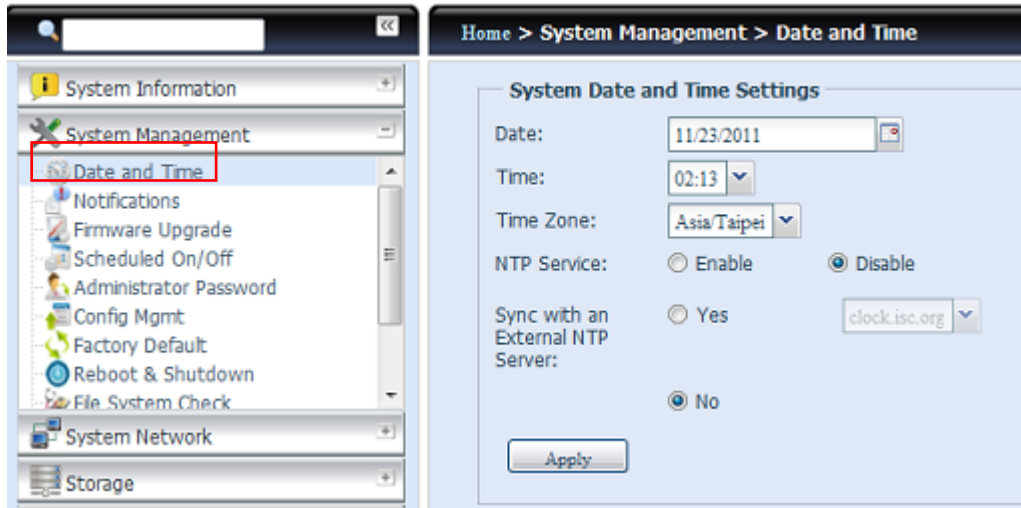 System Information
System Management
Date and Time
Notifications
Firmware Upgrade
Scheduled On/Off
Administrator Password
Config Mgmt
Factory Default
Reboot & Shutdown
File System Check
System Network
Storage
Home > System Management > Date and Time
System Date and Time Settings
Date: 11/23/2011
Time: 02:13
Time Zone: Asia/Taipei
NTP Service: Enable Disable
Sync with an External NTP Server: Yes clock.isc.org
No
Apply